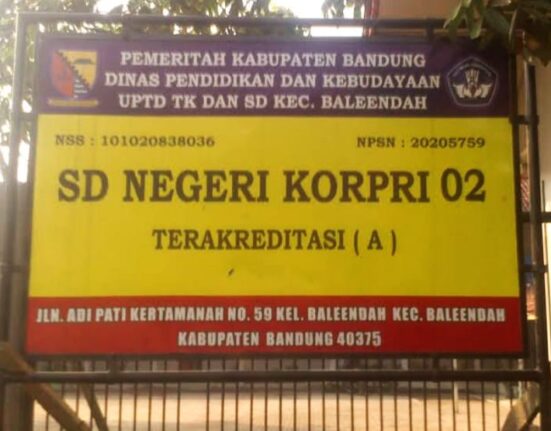 PEMERITAH KABUPATEN BANDUNG
DINAS PENDIDIKAN DAN KEBUDAYAAN
UPTD TK DAN SD KEC. BALEENDAH
NSS : 101020838036
NPSN : 20205759
SD NEGERI KORPRI 02
TERAKREDITASI ( A )
JLN. ADI PATI KERTAMANAH NO. 59 KEL. BALEENDAH KEC. BALEENDAH
KABUPATEN BANDUNG 40375